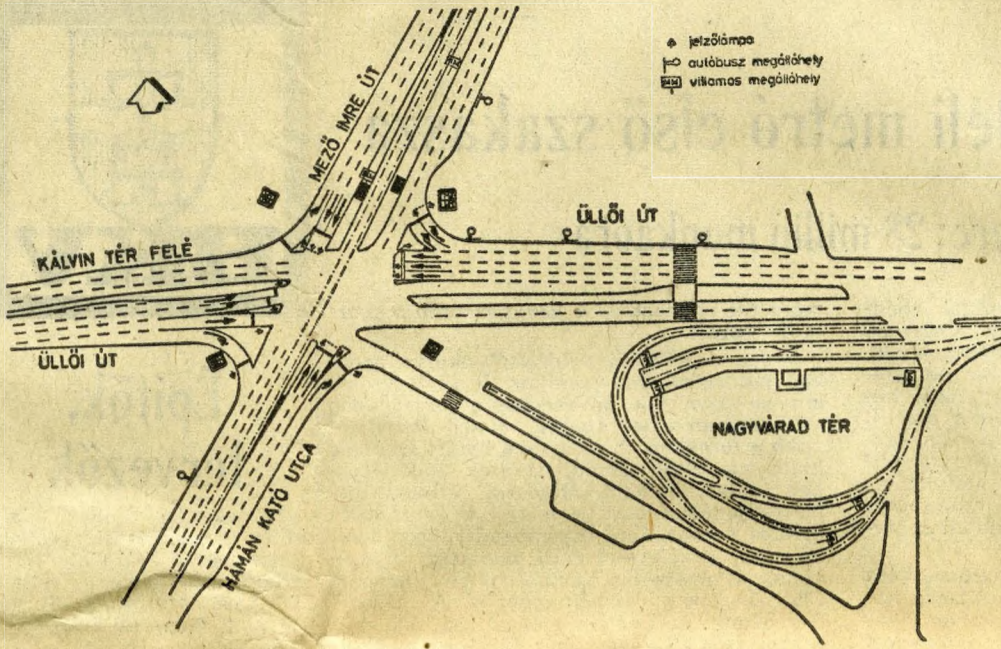 jelzőlámpa
autóbusz megállóhely
villamos megállóhely
MEZŐ IMRE ÚT
ÜLLŐI ÚT
KÁLVIN TÉR FELÉ
ÜLLŐI ÚT
NAGYVÁRAD TÉR
HÁMÁN KATÓ UTCA